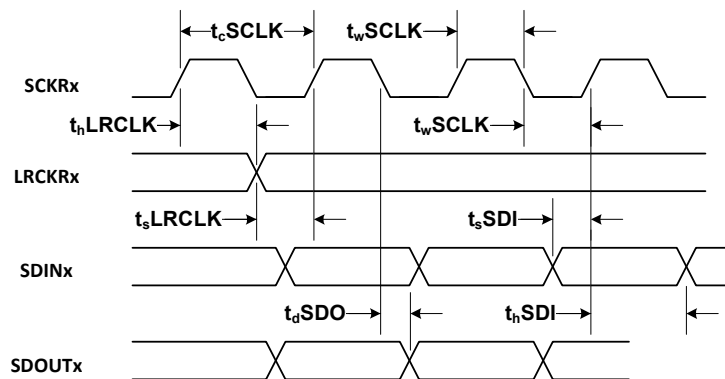 tcSCLK twSCLK
SCKRx
thLRCLK twSCLK
LRCKRx
tsLRCLK tsSDI
SDINx
tdSDO thSDI
SDOUTx